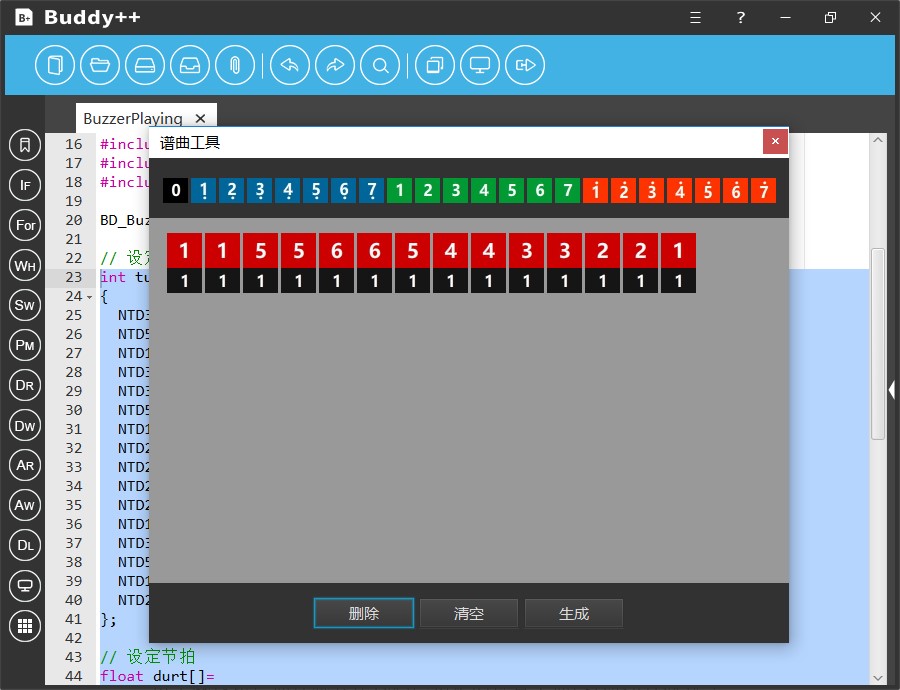 B+ Buddy++
?
BuzzerPlaying ×
谱曲工具
0 1 2 3 4 5 6 7 1 2 3 4 5 6 7 1 2 3 4 5 6 7
1 1 5 5 6 6 5 4 4 3 3 2 2 1
1 1 1 1 1 1 1 1 1 1 1 1 1 1
删除 清空 生成
IF
For
WH
SW
PM
DR
DW
AR
AW
DL
16 #inclu
17 #inclu
18 #inclu
19
20 BD_Buz
21
22 // 设定
23 int tu
24 {
25 NTD3
26 NTD5
27 NTD1
28 NTD3
29 NTD3
30 NTD5
31 NTD1
32 NTD2
33 NTD2
34 NTD2
35 NTD2
36 NTD1
37 NTD3
38 NTD5
39 NTD1
40 NTD2
41 };
42
43 // 设定节拍
44 float durt[]=